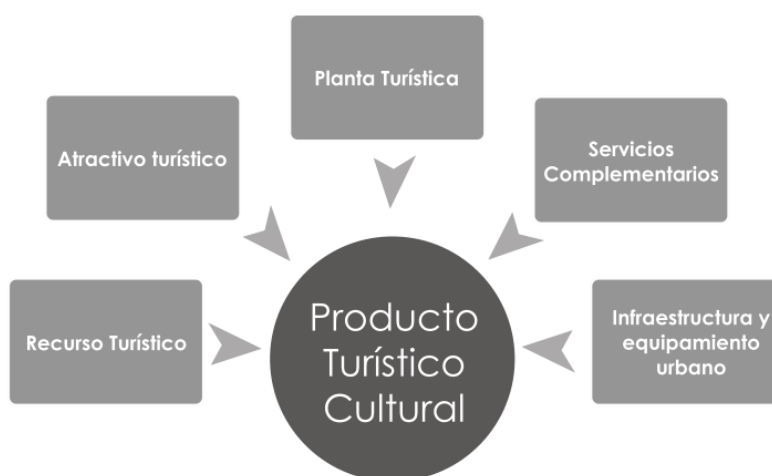 Planta Turística
Atractivo turístico
Servicios
Complementarios
Recurso Turístico
Producto
Turístico
Cultural
Infraestructura y
equipamiento
urbano